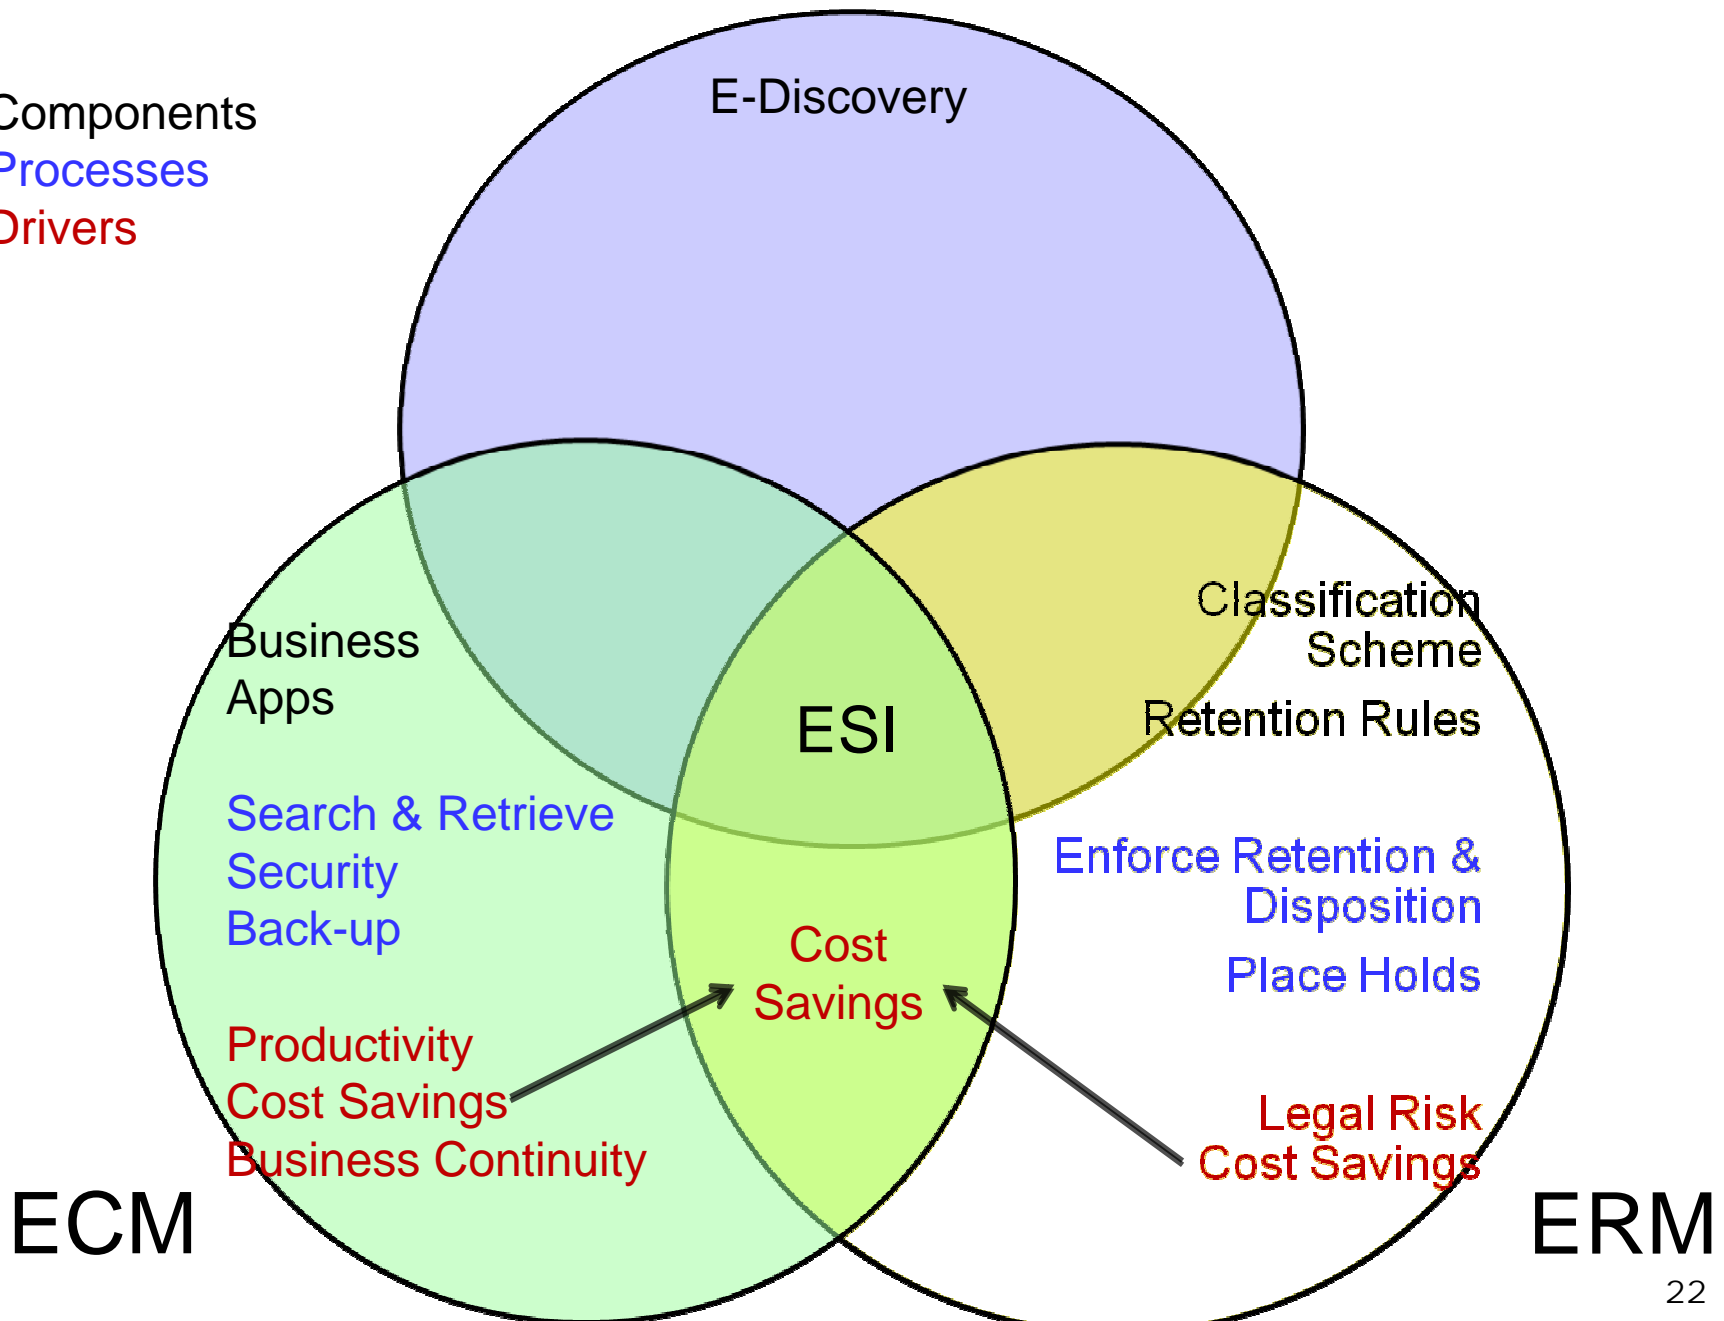 Components
Processes
Drivers
E-Discovery
Business
Apps
Search & Retrieve
Security
Back-up
Productivity
Cost Savings
Business Continuity
ESI
Cost
Savings
Classification
Scheme
Retention Rules
Enforce Retention &
Disposition
Place Holds
Legal Risk
Cost Savings
ECM
ERM
22